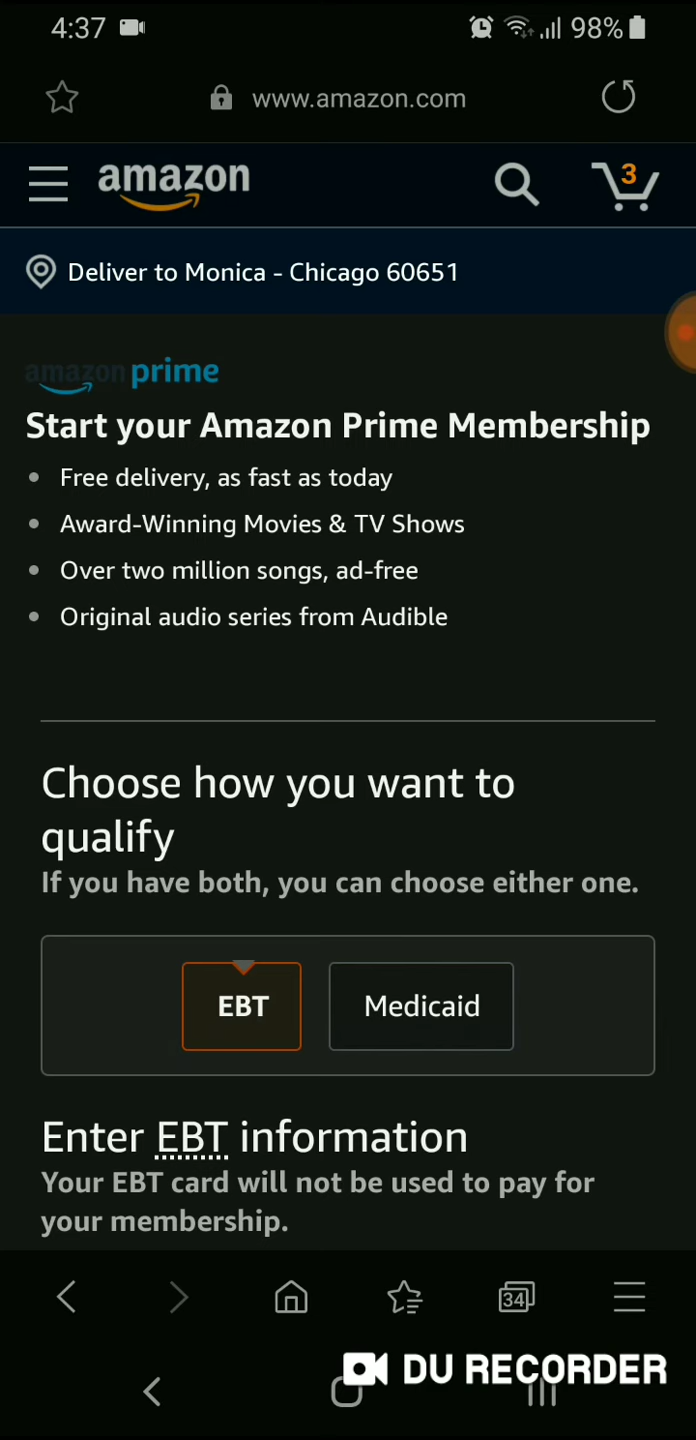 4:37 98%
www.amazon.com
amazon 3
Deliver to Monica - Chicago 60651
amazon prime
Start your Amazon Prime Membership
Free delivery, as fast as today
Award-Winning Movies & TV Shows
Over two million songs, ad-free
Original audio series from Audible
Choose how you want to
qualify
If you have both, you can choose either one.
EBT Medicaid
Enter EBT information
Your EBT card will not be used to pay for
your membership.
34
DU RECORDER